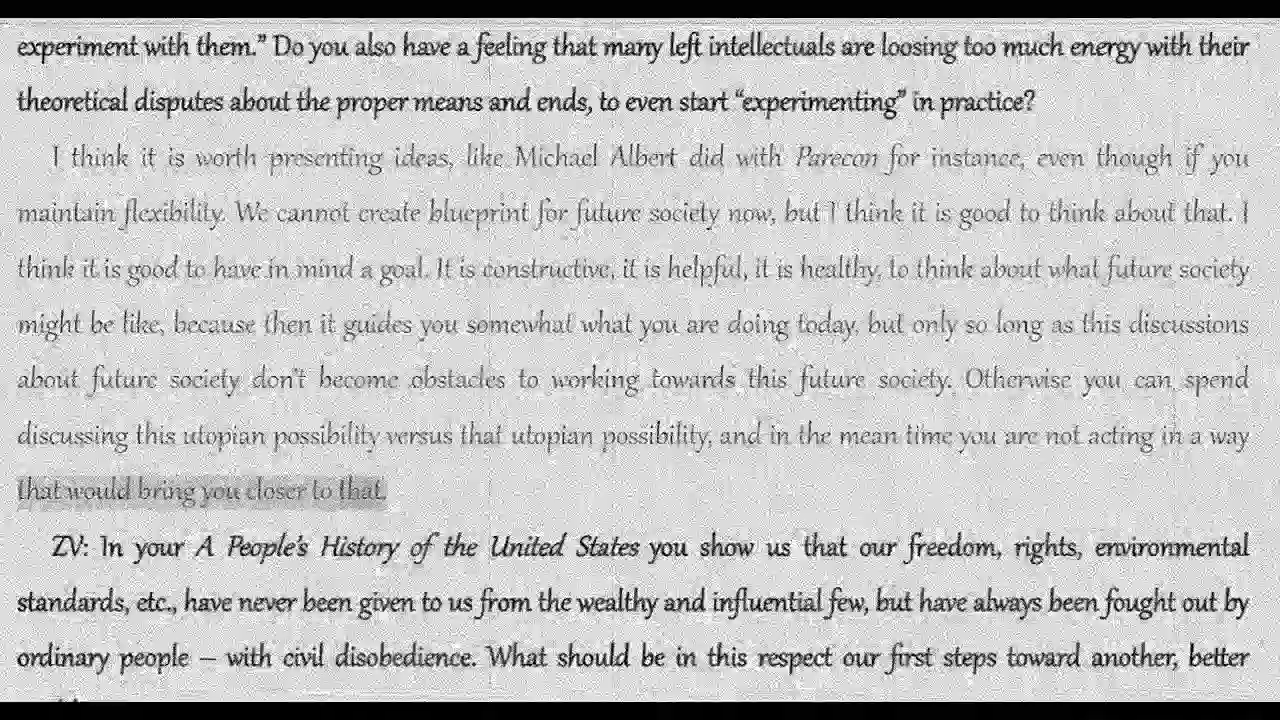 experiment with them.” Do you also have a feeling that many left intellectuals are loosing too much energy with their
theoretical disputes about the proper means and ends, to even start “experimenting” in practice?
I think it is worth presenting ideas, like Michael Albert did with Parecon for instance, even though if you
maintain flexibility. We cannot create blueprint for future society now, but I think it is good to think about that. I
think it is good to have in mind a goal. It is constructive, it is helpful, it is healthy, to think about what future society
might be like, because then it guides you somewhat what you are doing today, but only so long as this discussions
about future society don’t become obstacles to working towards this future society. Otherwise you can spend
discussing this utopian possibility versus that utopian possibility, and in the mean time you are not acting in a way
that would bring you closer to that.
ZV: In your A People’s History of the United States you show us that our freedom, rights, environmental
standards, etc., have never been given to us from the wealthy and influential few, but have always been fought out by
ordinary people – with civil disobedience. What should be in this respect our first steps toward another, better